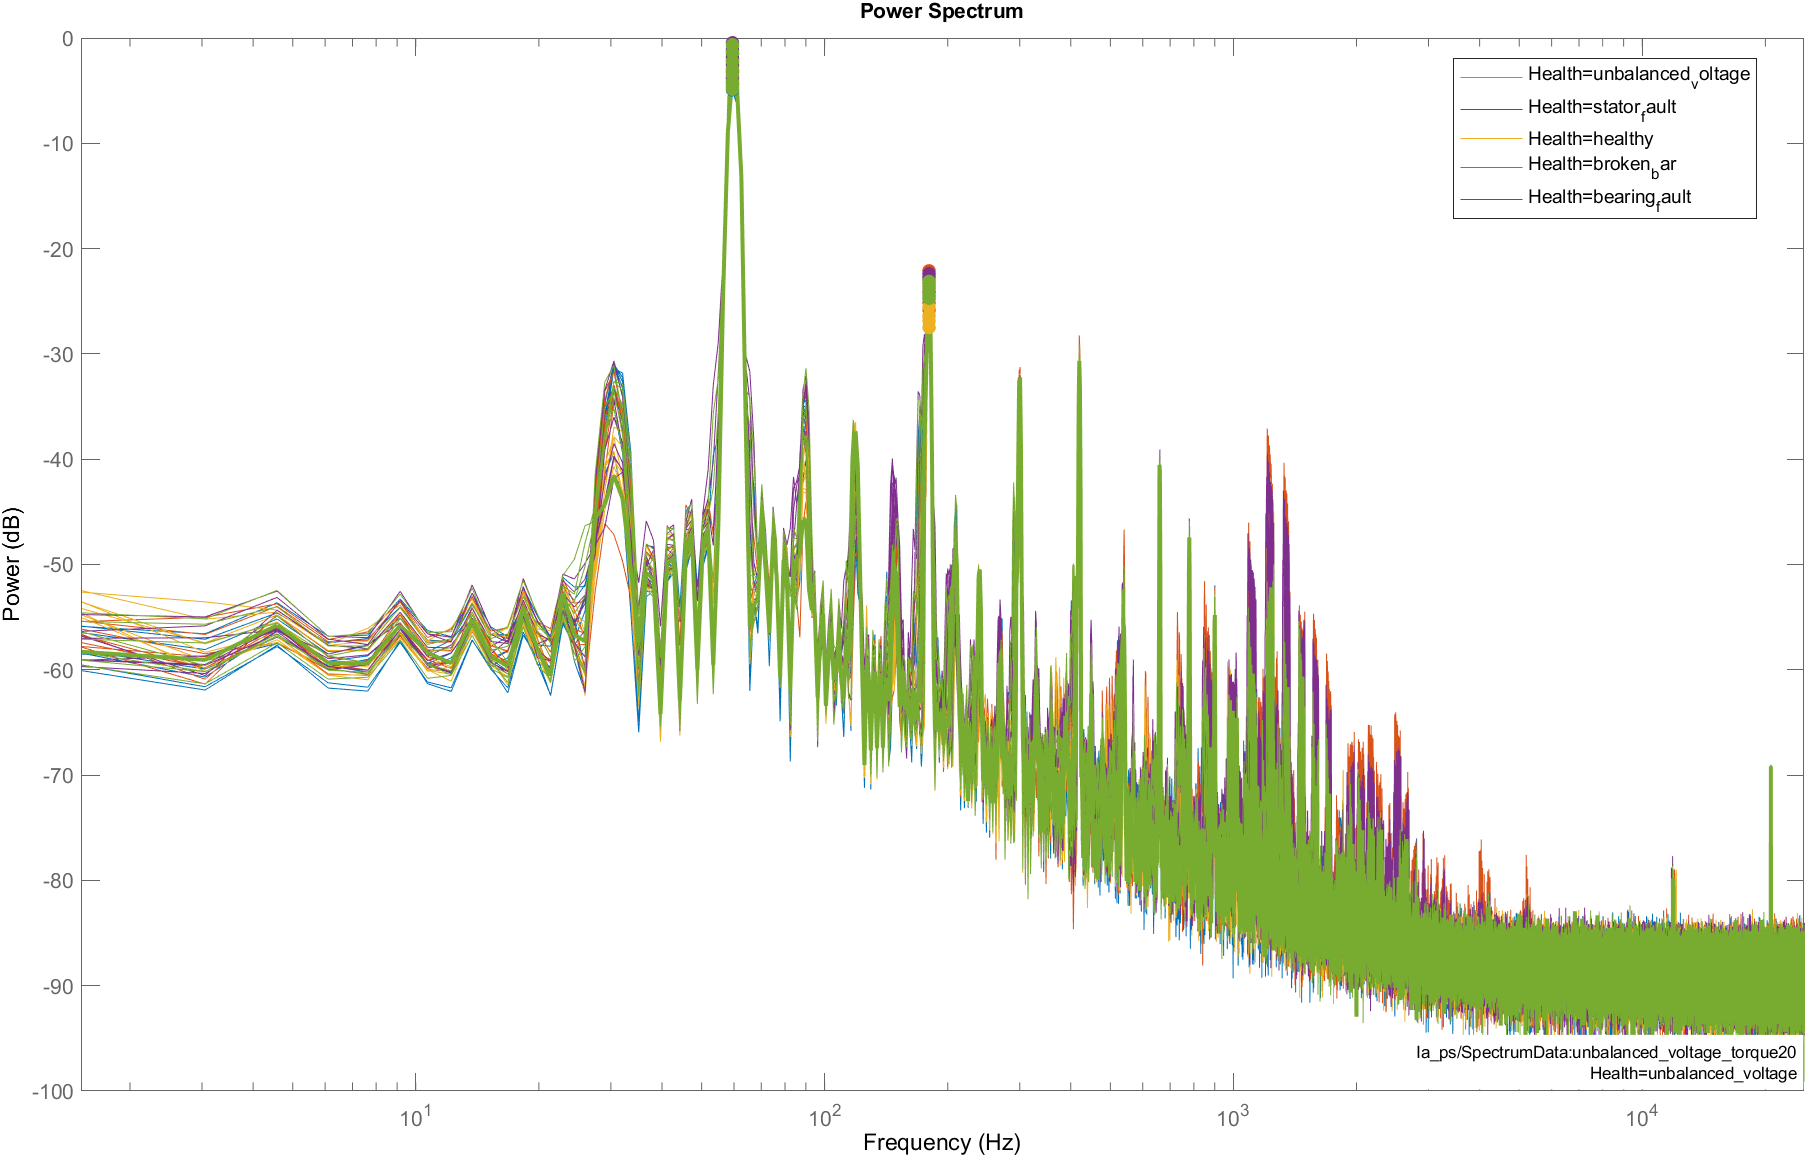 Power Spectrum
0
-10
-20
-30
-40
-50
-60
-70
-80
-90
-100
Power (dB)
Health=unbalanced_voltage
Health=stator_fault
Health=healthy
Health=broken_bar
Health=bearing_fault
Ia_ps/SpectrumData:unbalanced_voltage_torque20
Health=unbalanced_voltage
10^1 10^2 10^3 10^4
Frequency (Hz)